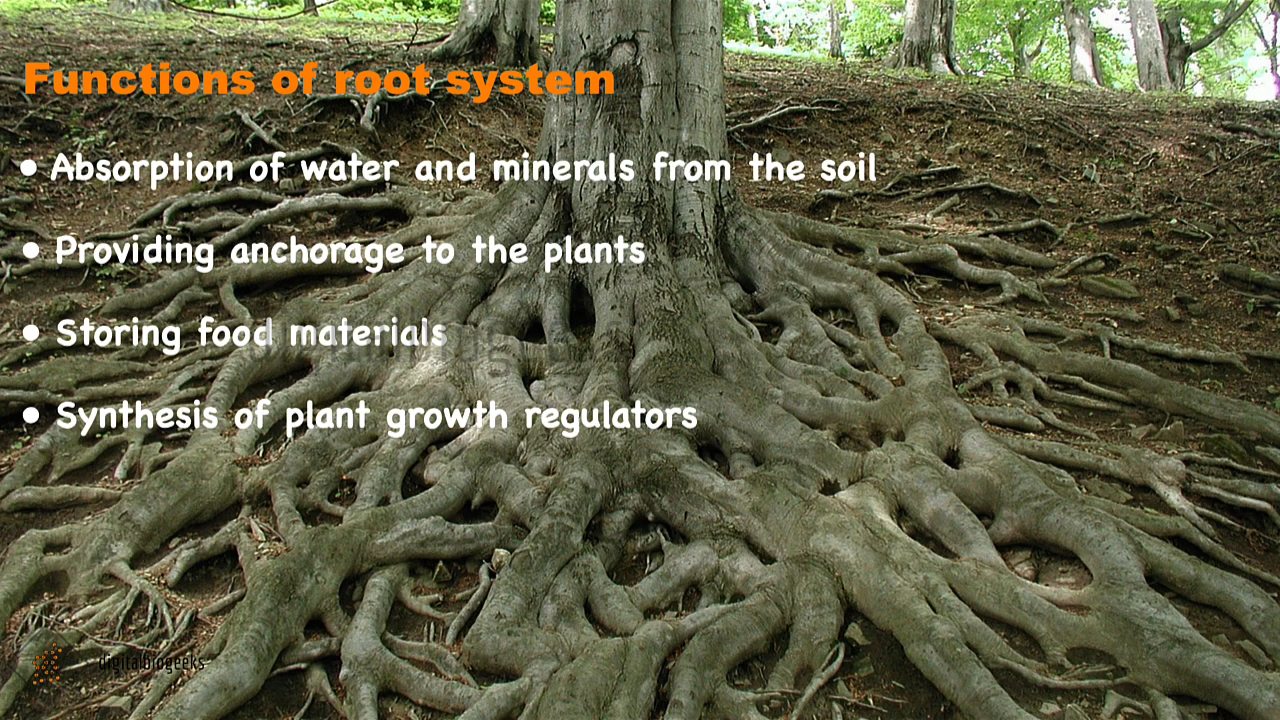 Functions of root system
• Absorption of water and minerals from the soil
• Providing anchorage to the plants
• Storing food materials
• Synthesis of plant growth regulators
digitalbiogeeks